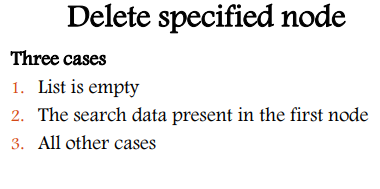 Delete specified node
Three cases
1. List is empty
2. The search data present in the first node
3. All other cases